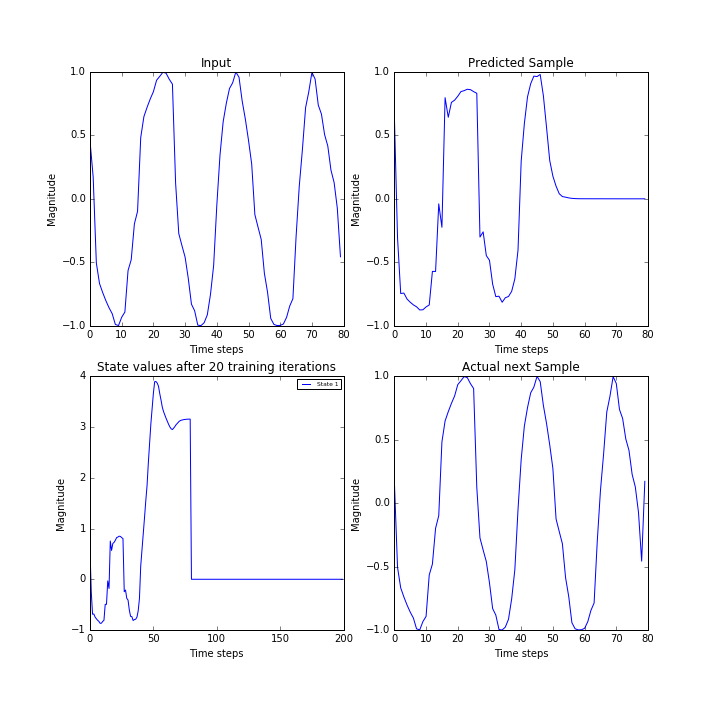 Input
Predicted Sample
1.0
0.5
0.0
−0.5
−1.0
Magnitude
0 10 20 30 40 50 60 70 80
Time steps
1.0
0.5
0.0
−0.5
−1.0
Magnitude
0 10 20 30 40 50 60 70 80
Time steps
State values after 20 training iterations
Actual next Sample
4
3
2
1
0
−1
Magnitude
State 1
0 50 100 150 200
Time steps
1.0
0.5
0.0
−0.5
−1.0
Magnitude
0 10 20 30 40 50 60 70 80
Time steps